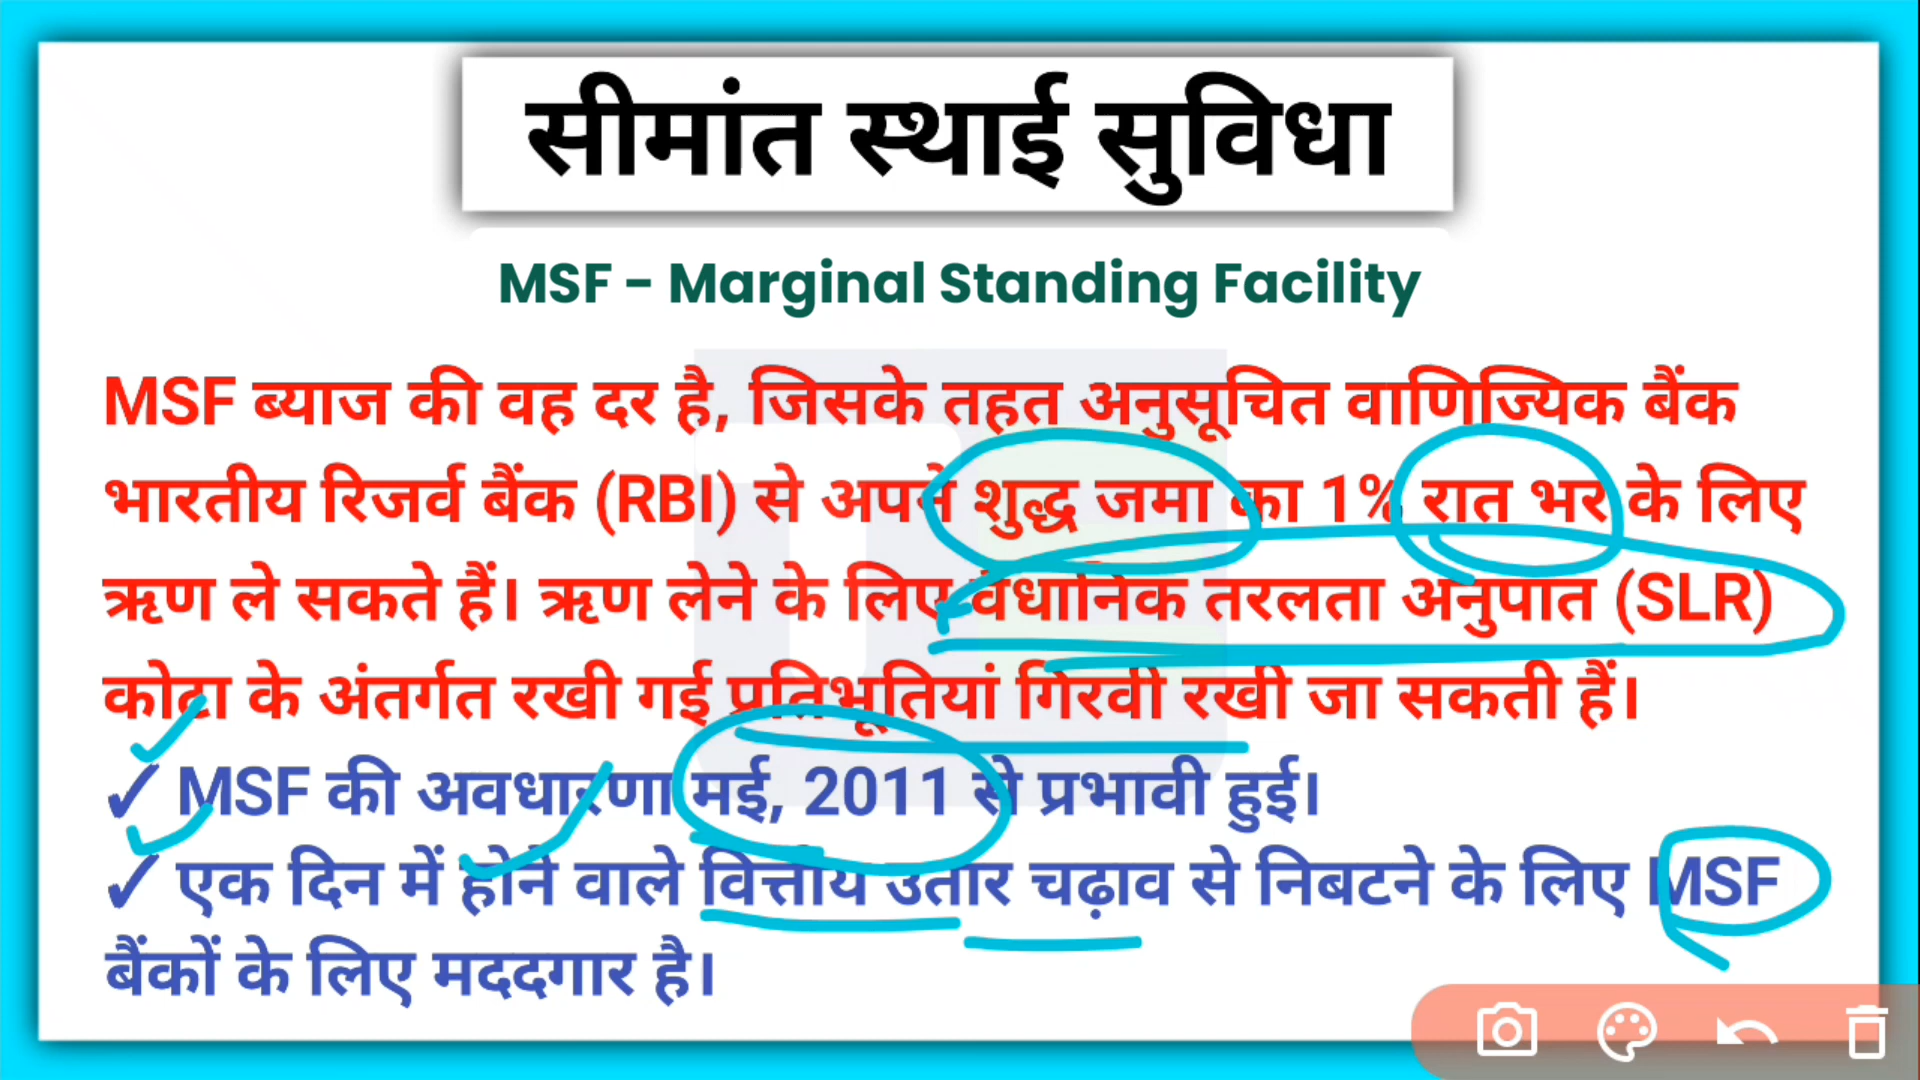 सीमांत स्थाई सुविधा
MSF - Marginal Standing Facility
MSF ब्याज की वह दर है, जिसके तहत अनुसूचित वाणिज्यिक बैंक
भारतीय रिजर्व बैंक (RBI) से अपने शुद्ध जमा का 1% रात भर के लिए
ऋण ले सकते हैं। ऋण लेने के लिए वैधानिक तरलता अनुपात (SLR)
कोटा के अंतर्गत रखी गई प्रतिभूतियां गिरवी रखी जा सकती हैं।
✓ MSF की अवधारणा मई, 2011 से प्रभावी हुई।
✓ एक दिन में होने वाले वित्तीय उतार चढ़ाव से निबटने के लिए MSF
बैंकों के लिए मददगार है।